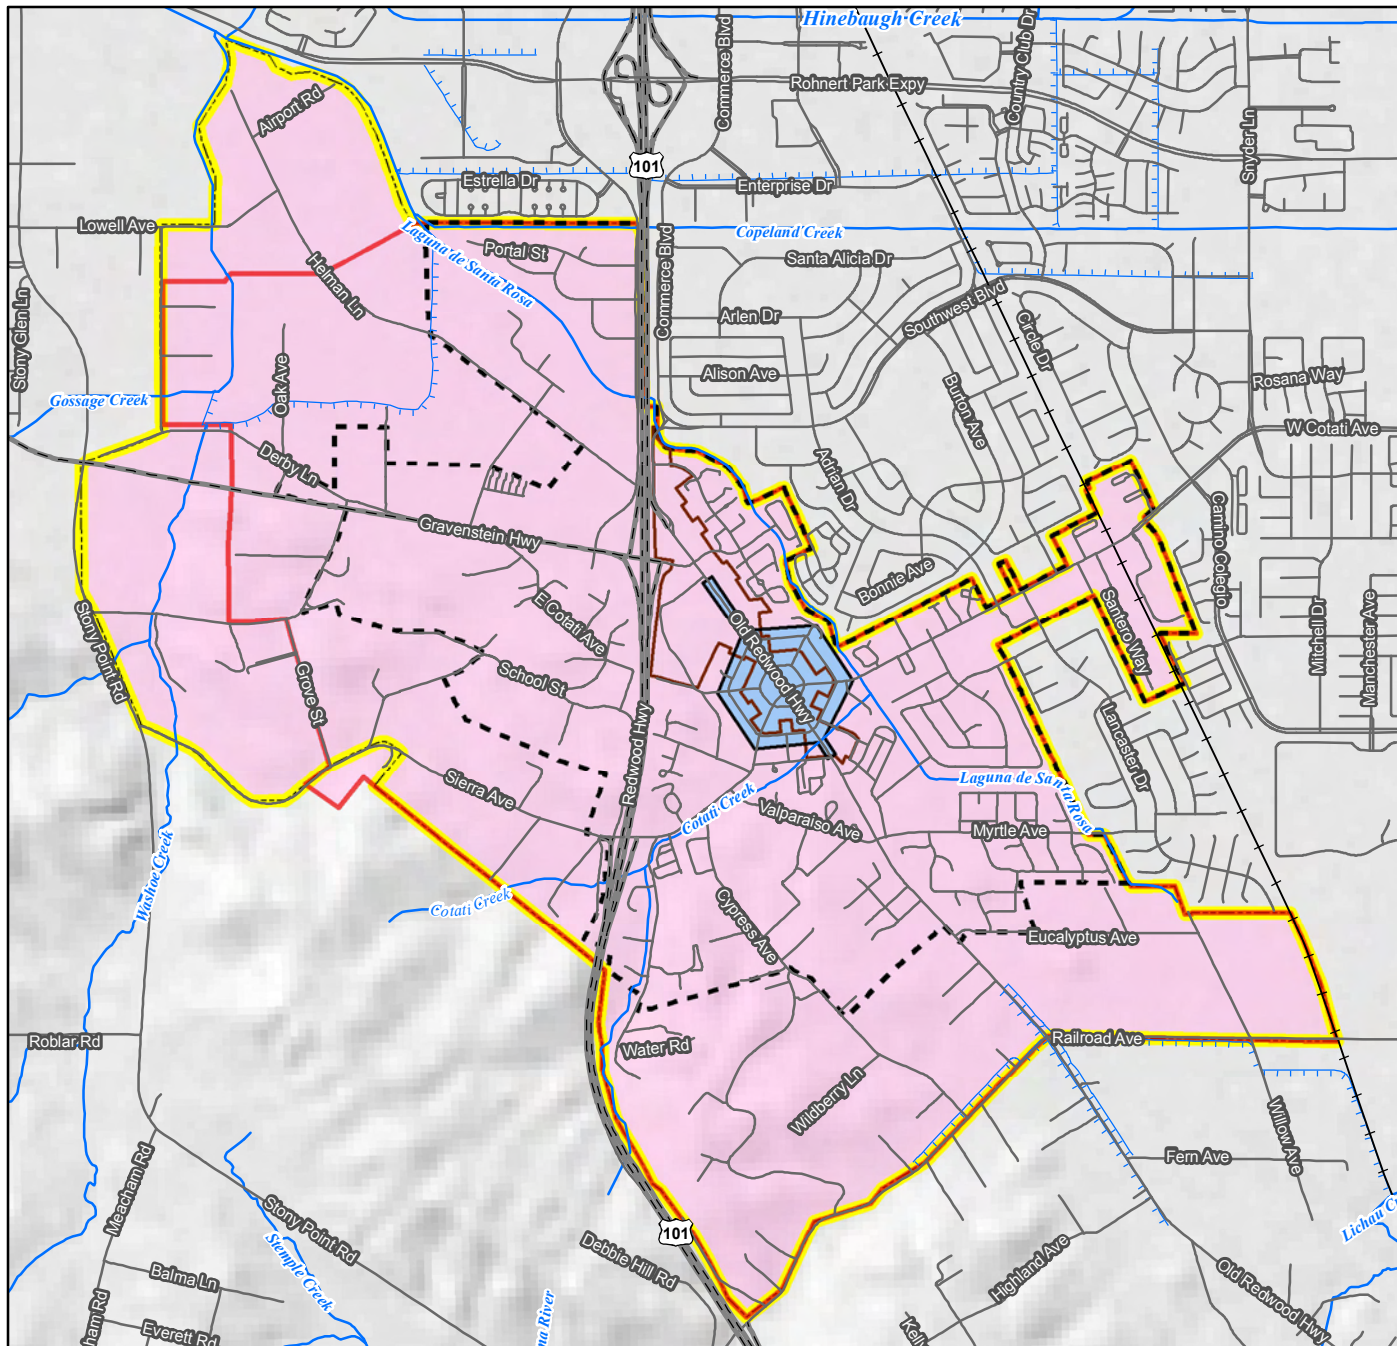 Hinebaugh Creek
Commerce Blvd
Country Club Dr
Rohnert Park Expy
Airport Rd
Snyder Ln
101
Estrella Dr
Enterprise Dr
Lowell Ave
Copeland Creek
Laguna de Santa Rosa
Portal St
Commerce Blvd
Santa Alicia Dr
Helman Ln
Southwest Blvd
Arlen Dr
Circle Dr
Stony Glen Ln
Oak Ave
Alison Ave
Rosana Way
Gossage Creek
Burton Ave
W Cotati Ave
Derby Ln
Adrian Dr
Camino Colegio
Gravenstein Hwy
Bonnie Ave
E Cotati Ave
Old Redwood Hwy
Santero Way
Mitchell Dr
Manchester Ave
Stony Point Rd
School St
Grove St
Redwood Hwy
Lancaster Dr
Sierra Ave
Laguna de Santa Rosa
Cotati Creek
Valparaiso Ave
Myrtle Ave
Washoe Creek
Cotati Creek
Cypress Ave
Eucalyptus Ave
Roblar Rd
Water Rd
Railroad Ave
Wildberry Ln
Willow Ave
Fern Ave
Meacham Rd
Stony Point Rd
101
Lichau C
Debbie Hill Rd
Highland Ave
Balma Ln
Stemple Creek
Old Redwood Hwy
ham Rd
Everett Rd
na River
Kelly